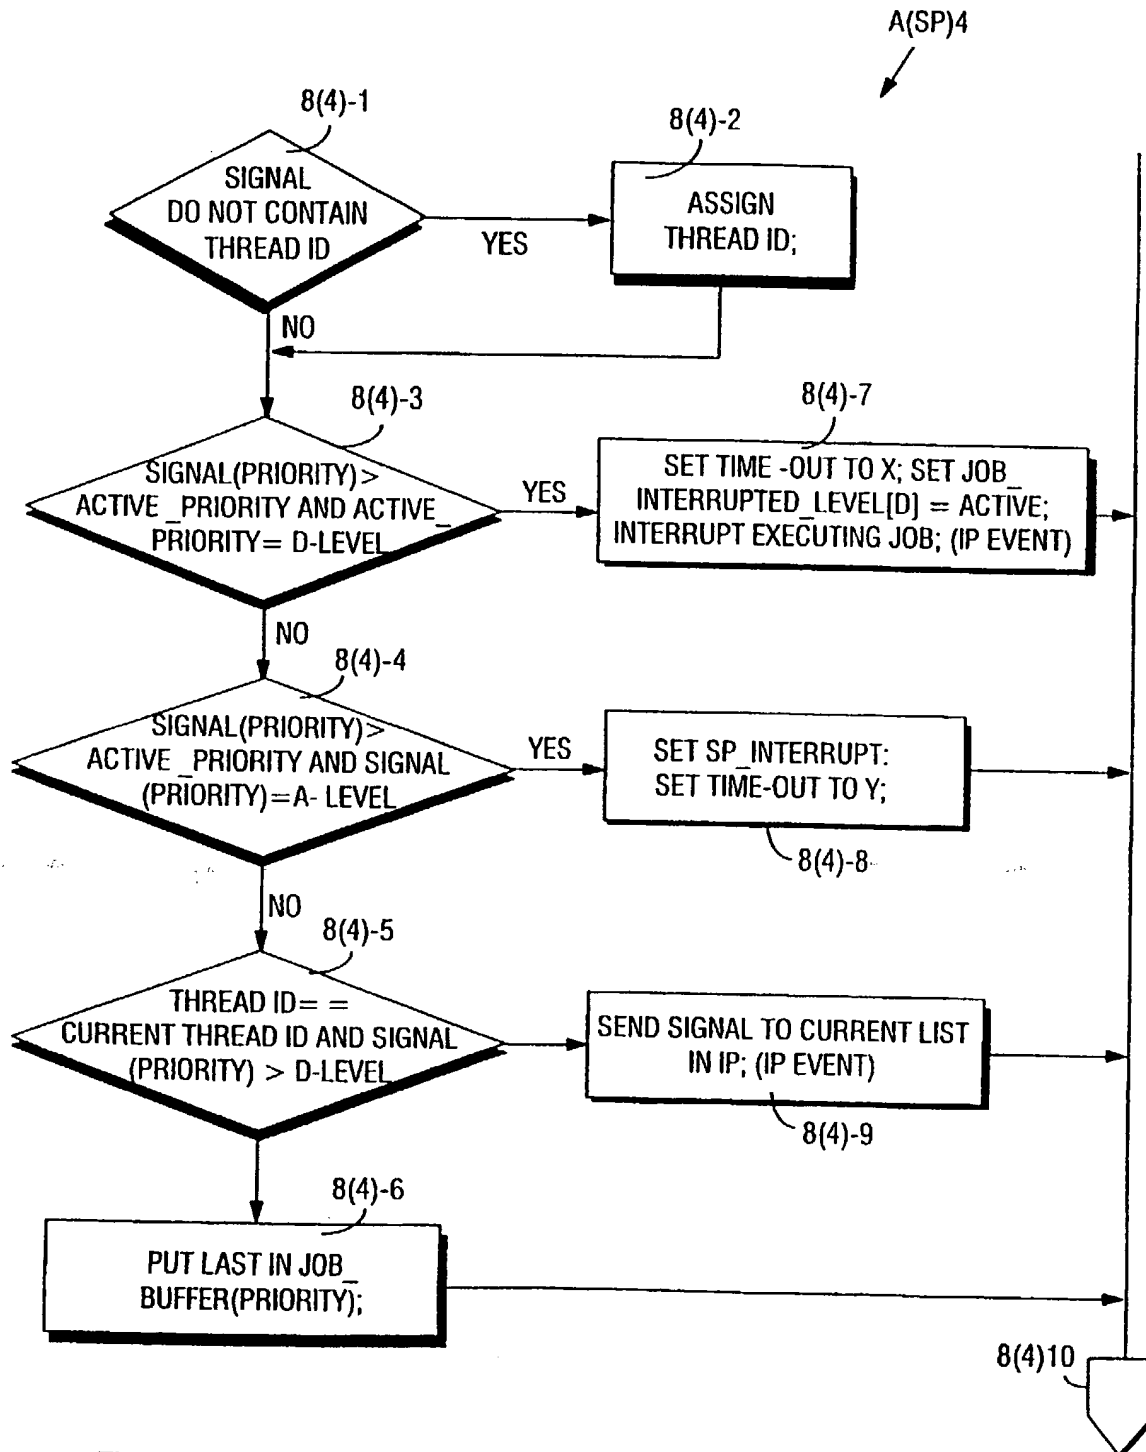 A(SP)4
8(4)-1
SIGNAL
DO NOT CONTAIN
THREAD ID
YES
8(4)-2
ASSIGN
THREAD ID;
NO
8(4)-3
SIGNAL(PRIORITY)>
ACTIVE_PRIORITY AND ACTIVE_
PRIORITY= D-LEVEL
YES
8(4)-7
SET TIME -OUT TO X; SET JOB_
INTERRUPTED_LEVEL[D] = ACTIVE;
INTERRUPT EXECUTING JOB; (IP EVENT)
NO
8(4)-4
SIGNAL(PRIORITY)>
ACTIVE_PRIORITY AND SIGNAL
(PRIORITY)=A- LEVEL
YES
SET SP_INTERRUPT:
SET TIME-OUT TO Y;
8(4)-8
NO
8(4)-5
THREAD ID= =
CURRENT THREAD ID AND SIGNAL
(PRIORITY) > D-LEVEL
SEND SIGNAL TO CURRENT LIST
IN IP; (IP EVENT)
8(4)-9
8(4)-6
PUT LAST IN JOB_
BUFFER(PRIORITY);
8(4)10